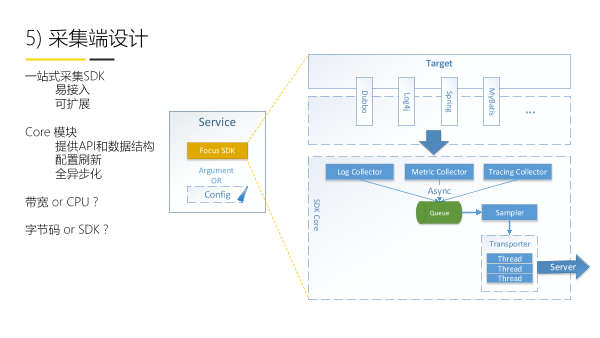 5) 采集端设计
一站式采集SDK
易接入
可扩展
Core 模块
提供API和数据结构
配置刷新
全异步化
带宽 or CPU ?
字节码 or SDK ?
Service
Focus SDK
Argument
OR
Config
Target
Dubbo
Log4j
Spring
MyBatis
...
SDK Core
Log Collector
Metric Collector
Tracing Collector
Async
Queue
Sampler
Transporter
Thread
Thread
Thread
Server